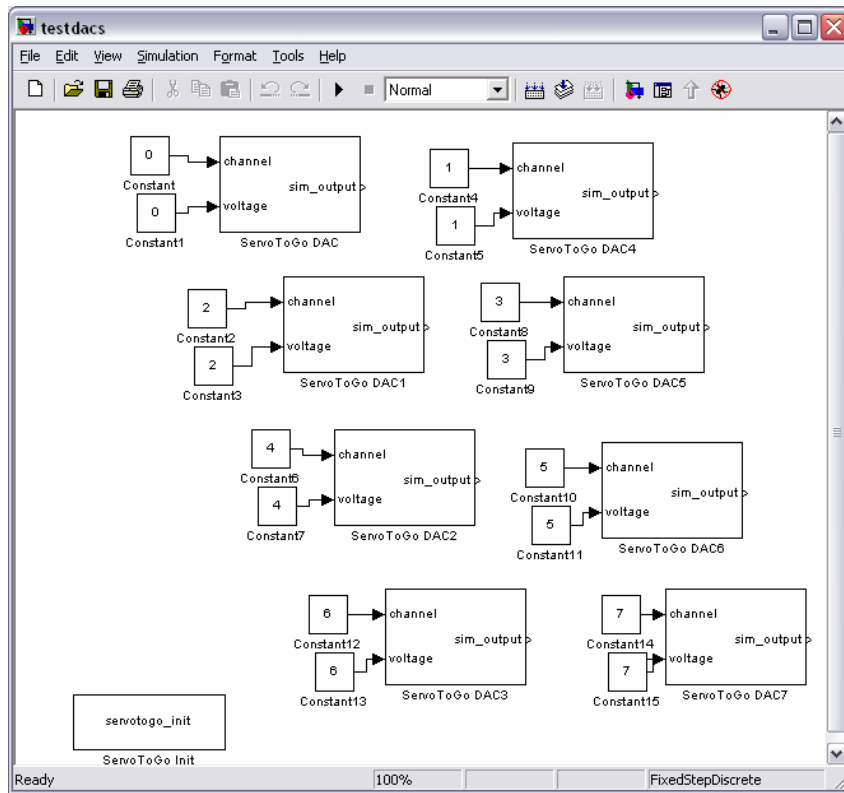 testdacs
File Edit View Simulation Format Tools Help
Normal
0
channel
Constant
sim_output
0
voltage
Constant1
ServoToGo DAC
1
channel
Constant4
sim_output
1
voltage
Constant5
ServoToGo DAC4
2
channel
Constant2
sim_output
2
voltage
Constant3
ServoToGo DAC1
3
channel
Constant8
sim_output
3
voltage
Constant9
ServoToGo DAC5
4
channel
Constant6
sim_output
4
voltage
Constant7
ServoToGo DAC2
5
channel
Constant10
sim_output
5
voltage
Constant11
ServoToGo DAC6
6
channel
Constant12
sim_output
6
voltage
Constant13
ServoToGo DAC3
7
channel
Constant14
sim_output
7
voltage
Constant15
ServoToGo DAC7
servotogo_init
ServoToGo Init
Ready 100% FixedStepDiscrete